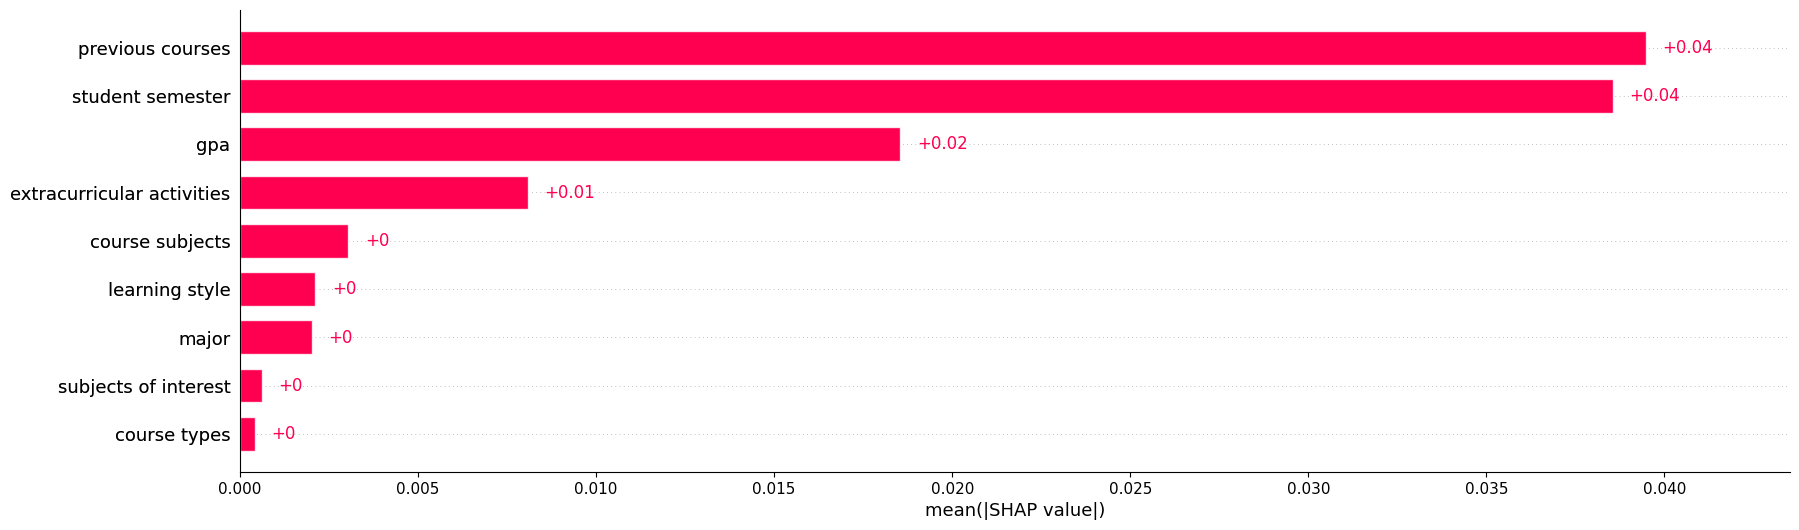 previous courses +0.04
student semester +0.04
gpa +0.02
extracurricular activities +0.01
course subjects +0
learning style +0
major +0
subjects of interest +0
course types +0
0.000 0.005 0.010 0.015 0.020 0.025 0.030 0.035 0.040
mean(|SHAP value|)